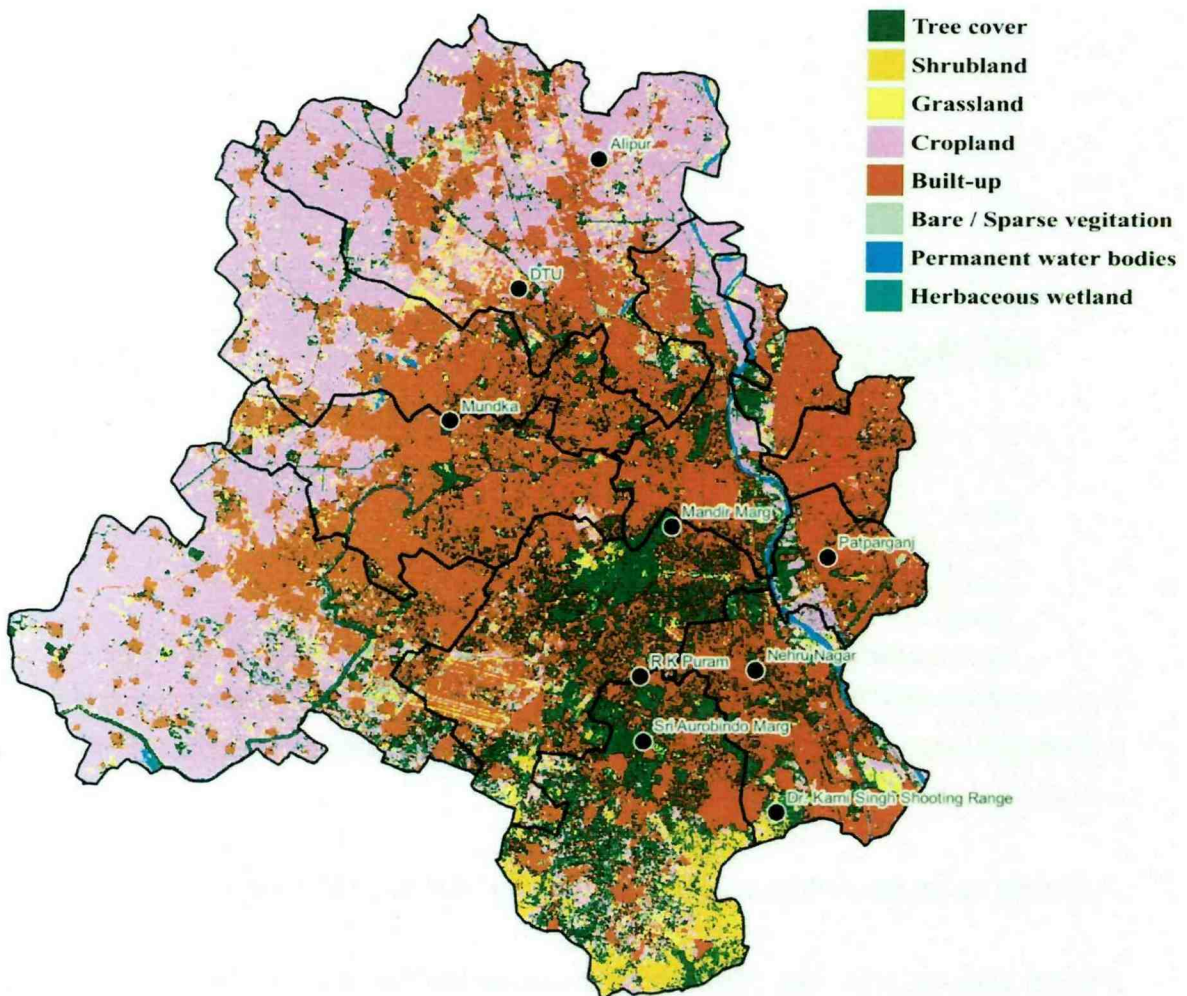 Tree cover
Shrubland
Grassland
Cropland
Built-up
Bare / Sparse vegitation
Permanent water bodies
Herbaceous wetland
Alipur
DTU
Mundka
Mandir Marg
Patparganj
Nehru Nagar
R K Puram
Sri Aurobindo Marg
Dr. Karni Singh Shooting Range